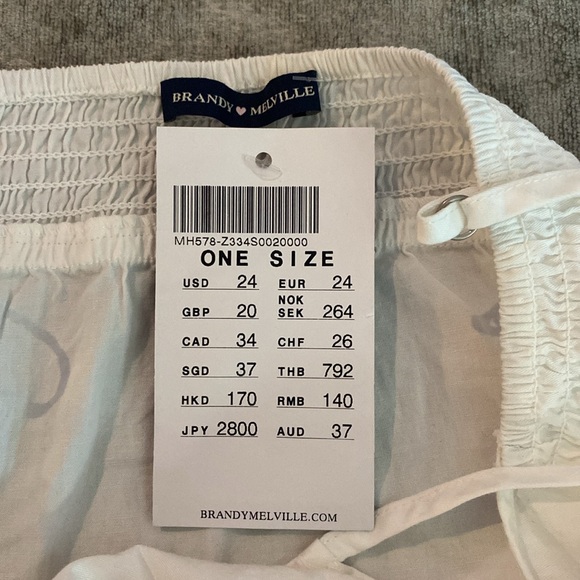 BRANDY MELVILLE
MH578-Z334S0020000
ONE SIZE
USD 24 EUR 24
GBP 20 NOK SEK 264
CAD 34 CHF 26
SGD 37 THB 792
HKD 170 RMB 140
JPY 2800 AUD 37
BRANDYMELVILLE.COM